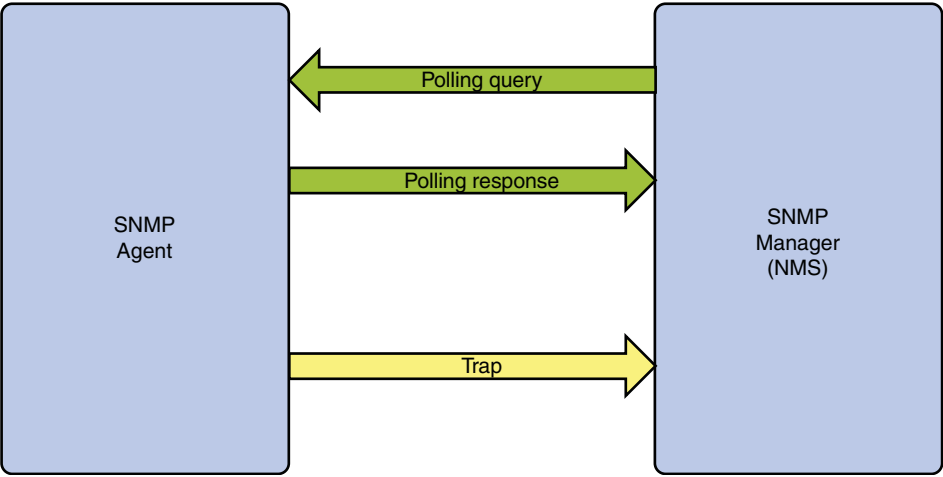 Polling query
Polling response
SNMP
Agent
SNMP
Manager
(NMS)
Trap